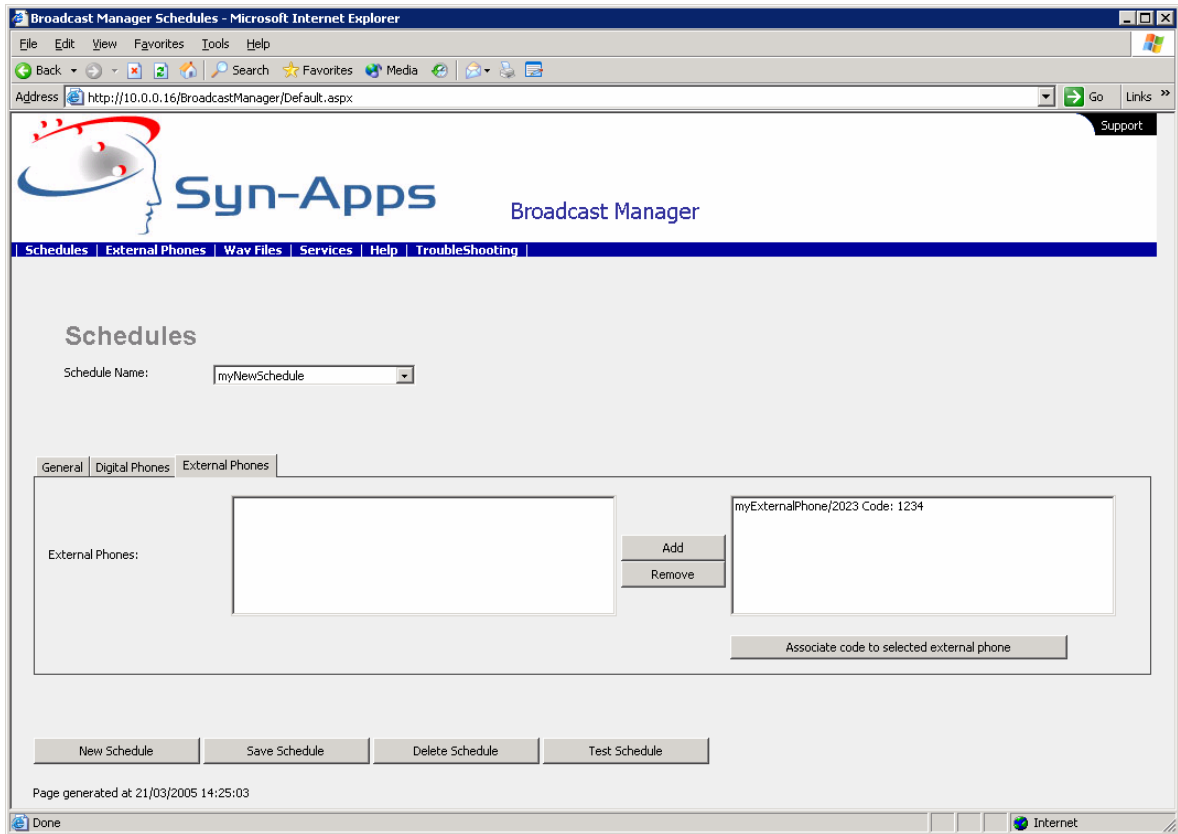 Broadcast Manager Schedules - Microsoft Internet Explorer
File Edit View Favorites Tools Help
Back Search Favorites Media
Address http://10.0.0.16/BroadcastManager/Default.aspx Go Links »
Support
Syn-Apps
Broadcast Manager
| Schedules | External Phones | Wav Files | Services | Help | TroubleShooting |
Schedules
Schedule Name: myNewSchedule
General Digital Phones External Phones
myExternalPhone/2023 Code: 1234
External Phones:
Add
Remove
Associate code to selected external phone
New Schedule Save Schedule Delete Schedule Test Schedule
Page generated at 21/03/2005 14:25:03
Done Internet